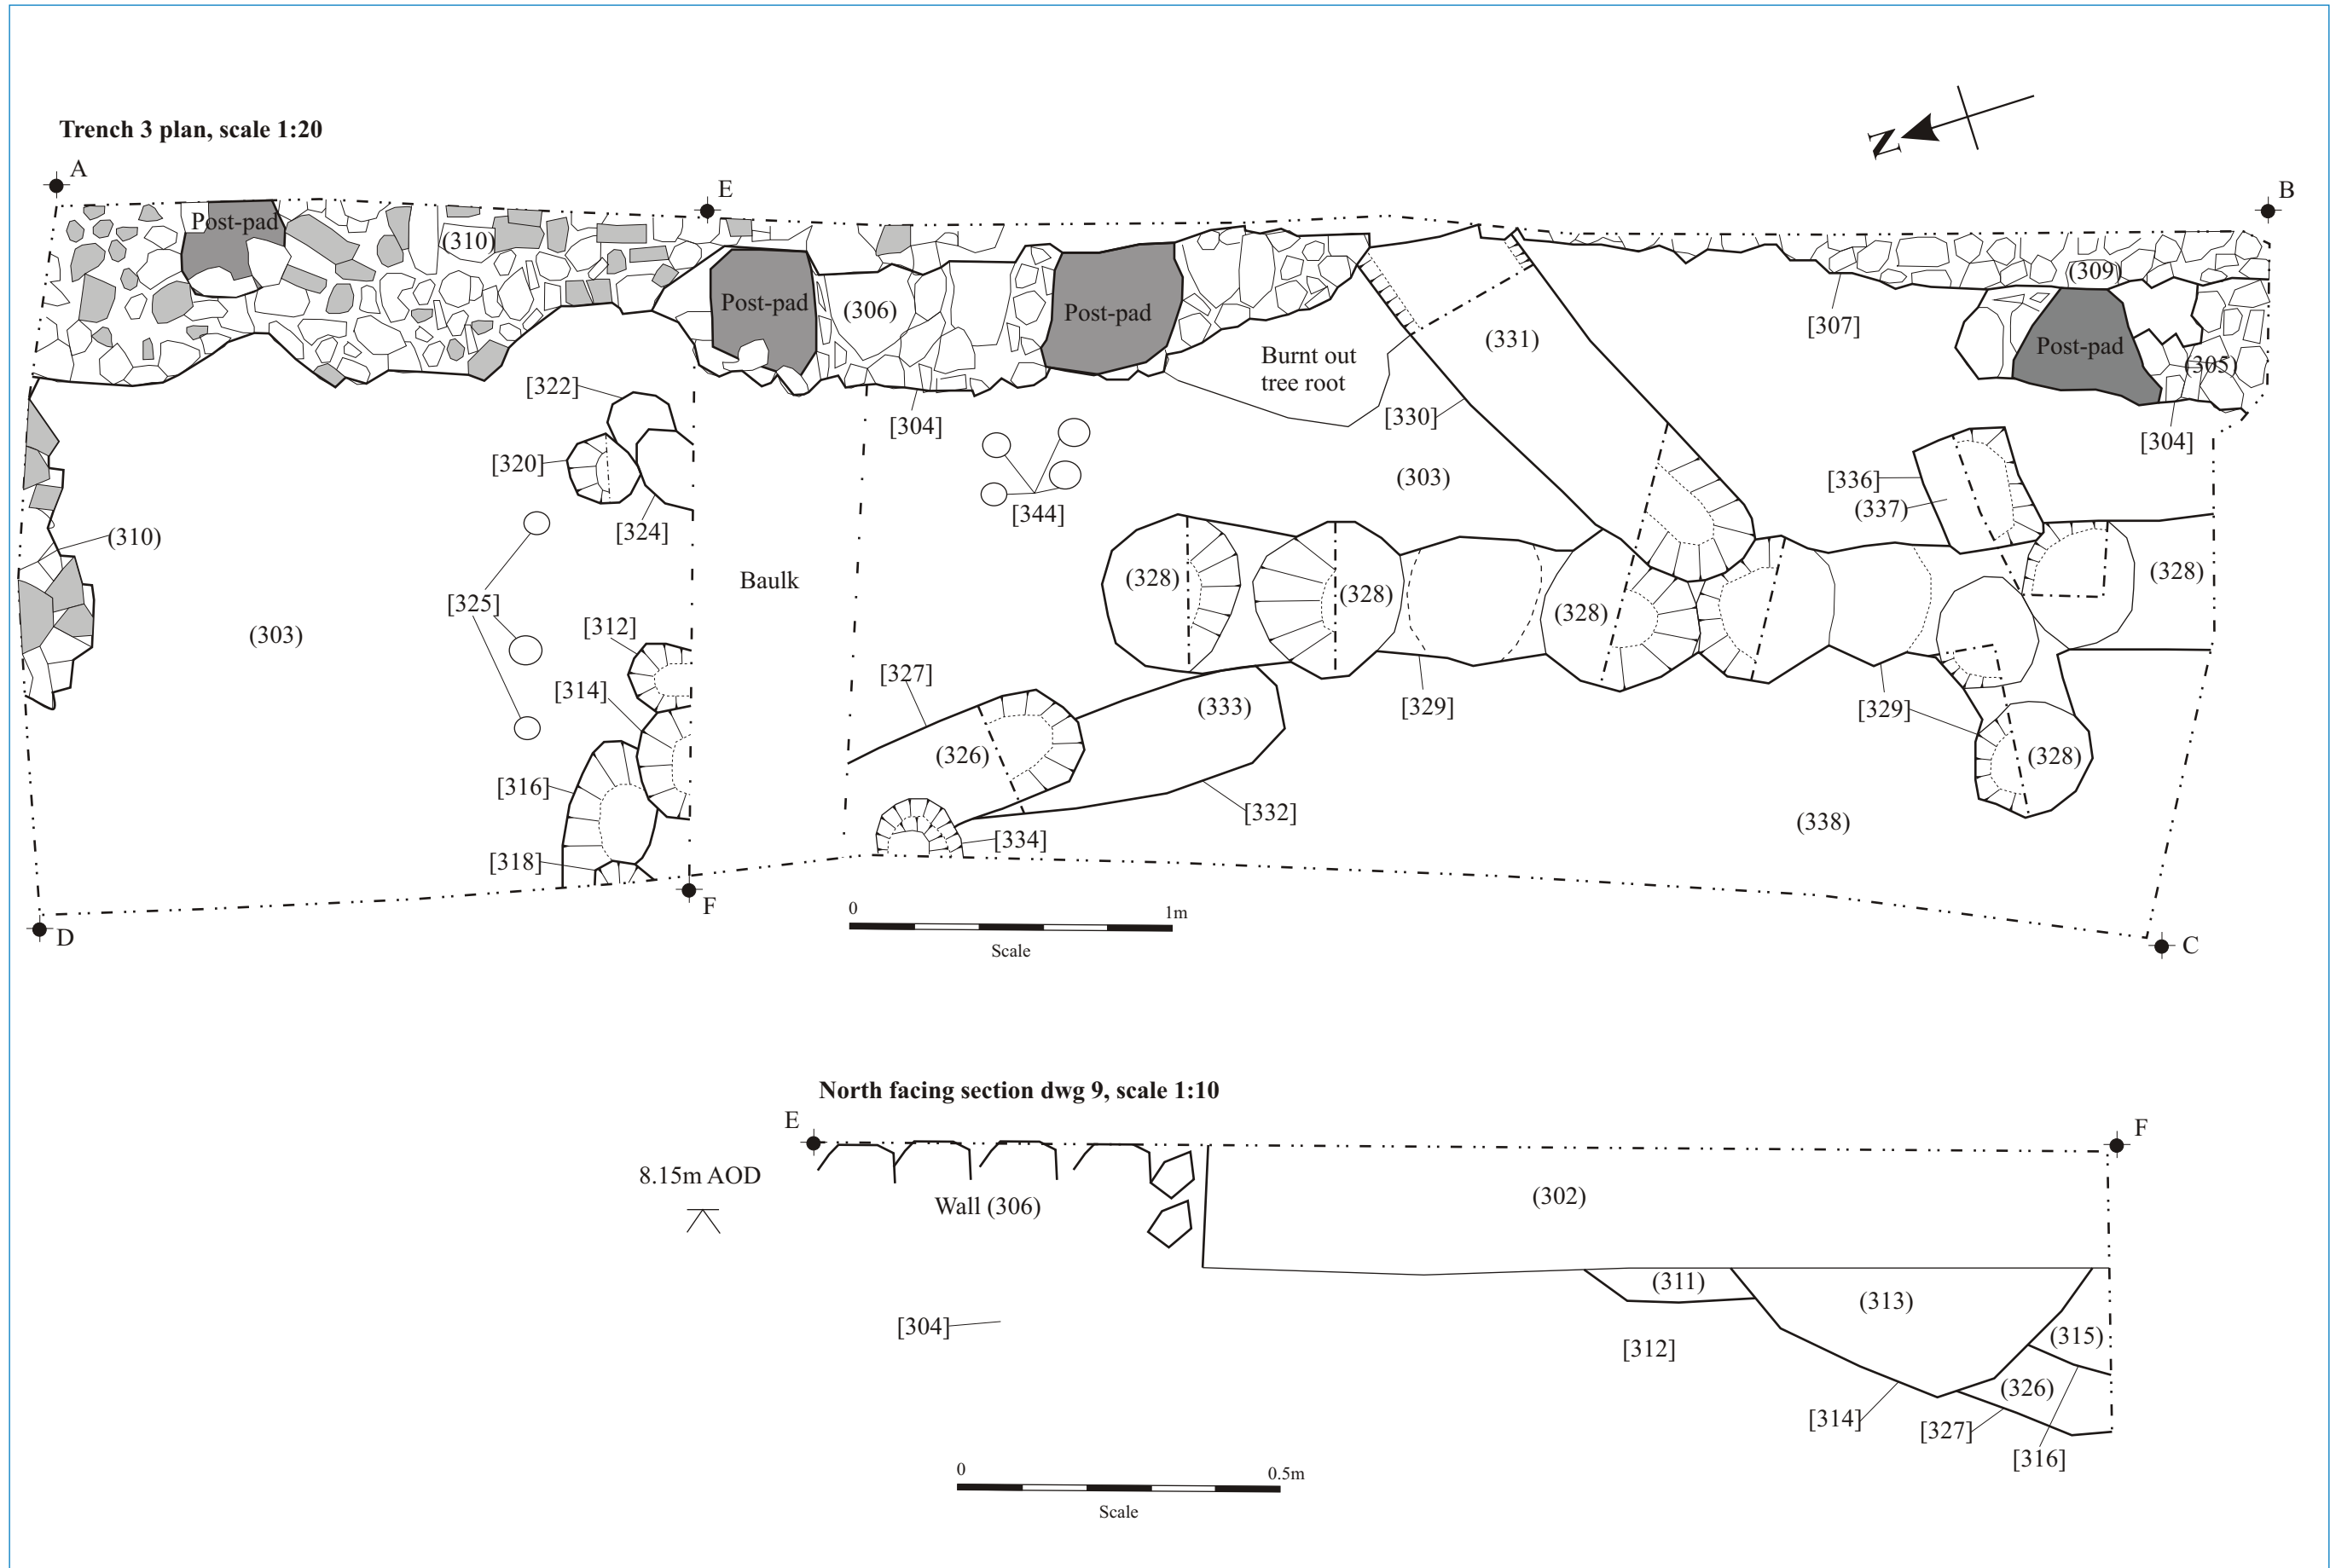 Trench 3 plan, scale 1:20
A
E
B
N
Post-pad
(310)
Post-pad
(306)
Post-pad
Burnt out
tree root
(331)
[307]
(309)
Post-pad
(305)
[304]
[322]
[320]
[324]
[304]
[344]
[330]
(303)
[336]
(337)
(310)
[325]
(303)
[312]
[314]
[316]
[318]
Baulk
F
D
[327]
(326)
(333)
[332]
[334]
(328)
(328)
(328)
(328)
[329]
[329]
(328)
(338)
C
0
1m
Scale
North facing section dwg 9, scale 1:10
E
F
8.15m AOD
Wall (306)
(302)
[304]
(311)
(313)
(315)
[312]
(326)
[314]
[327]
[316]
0
0.5m
Scale